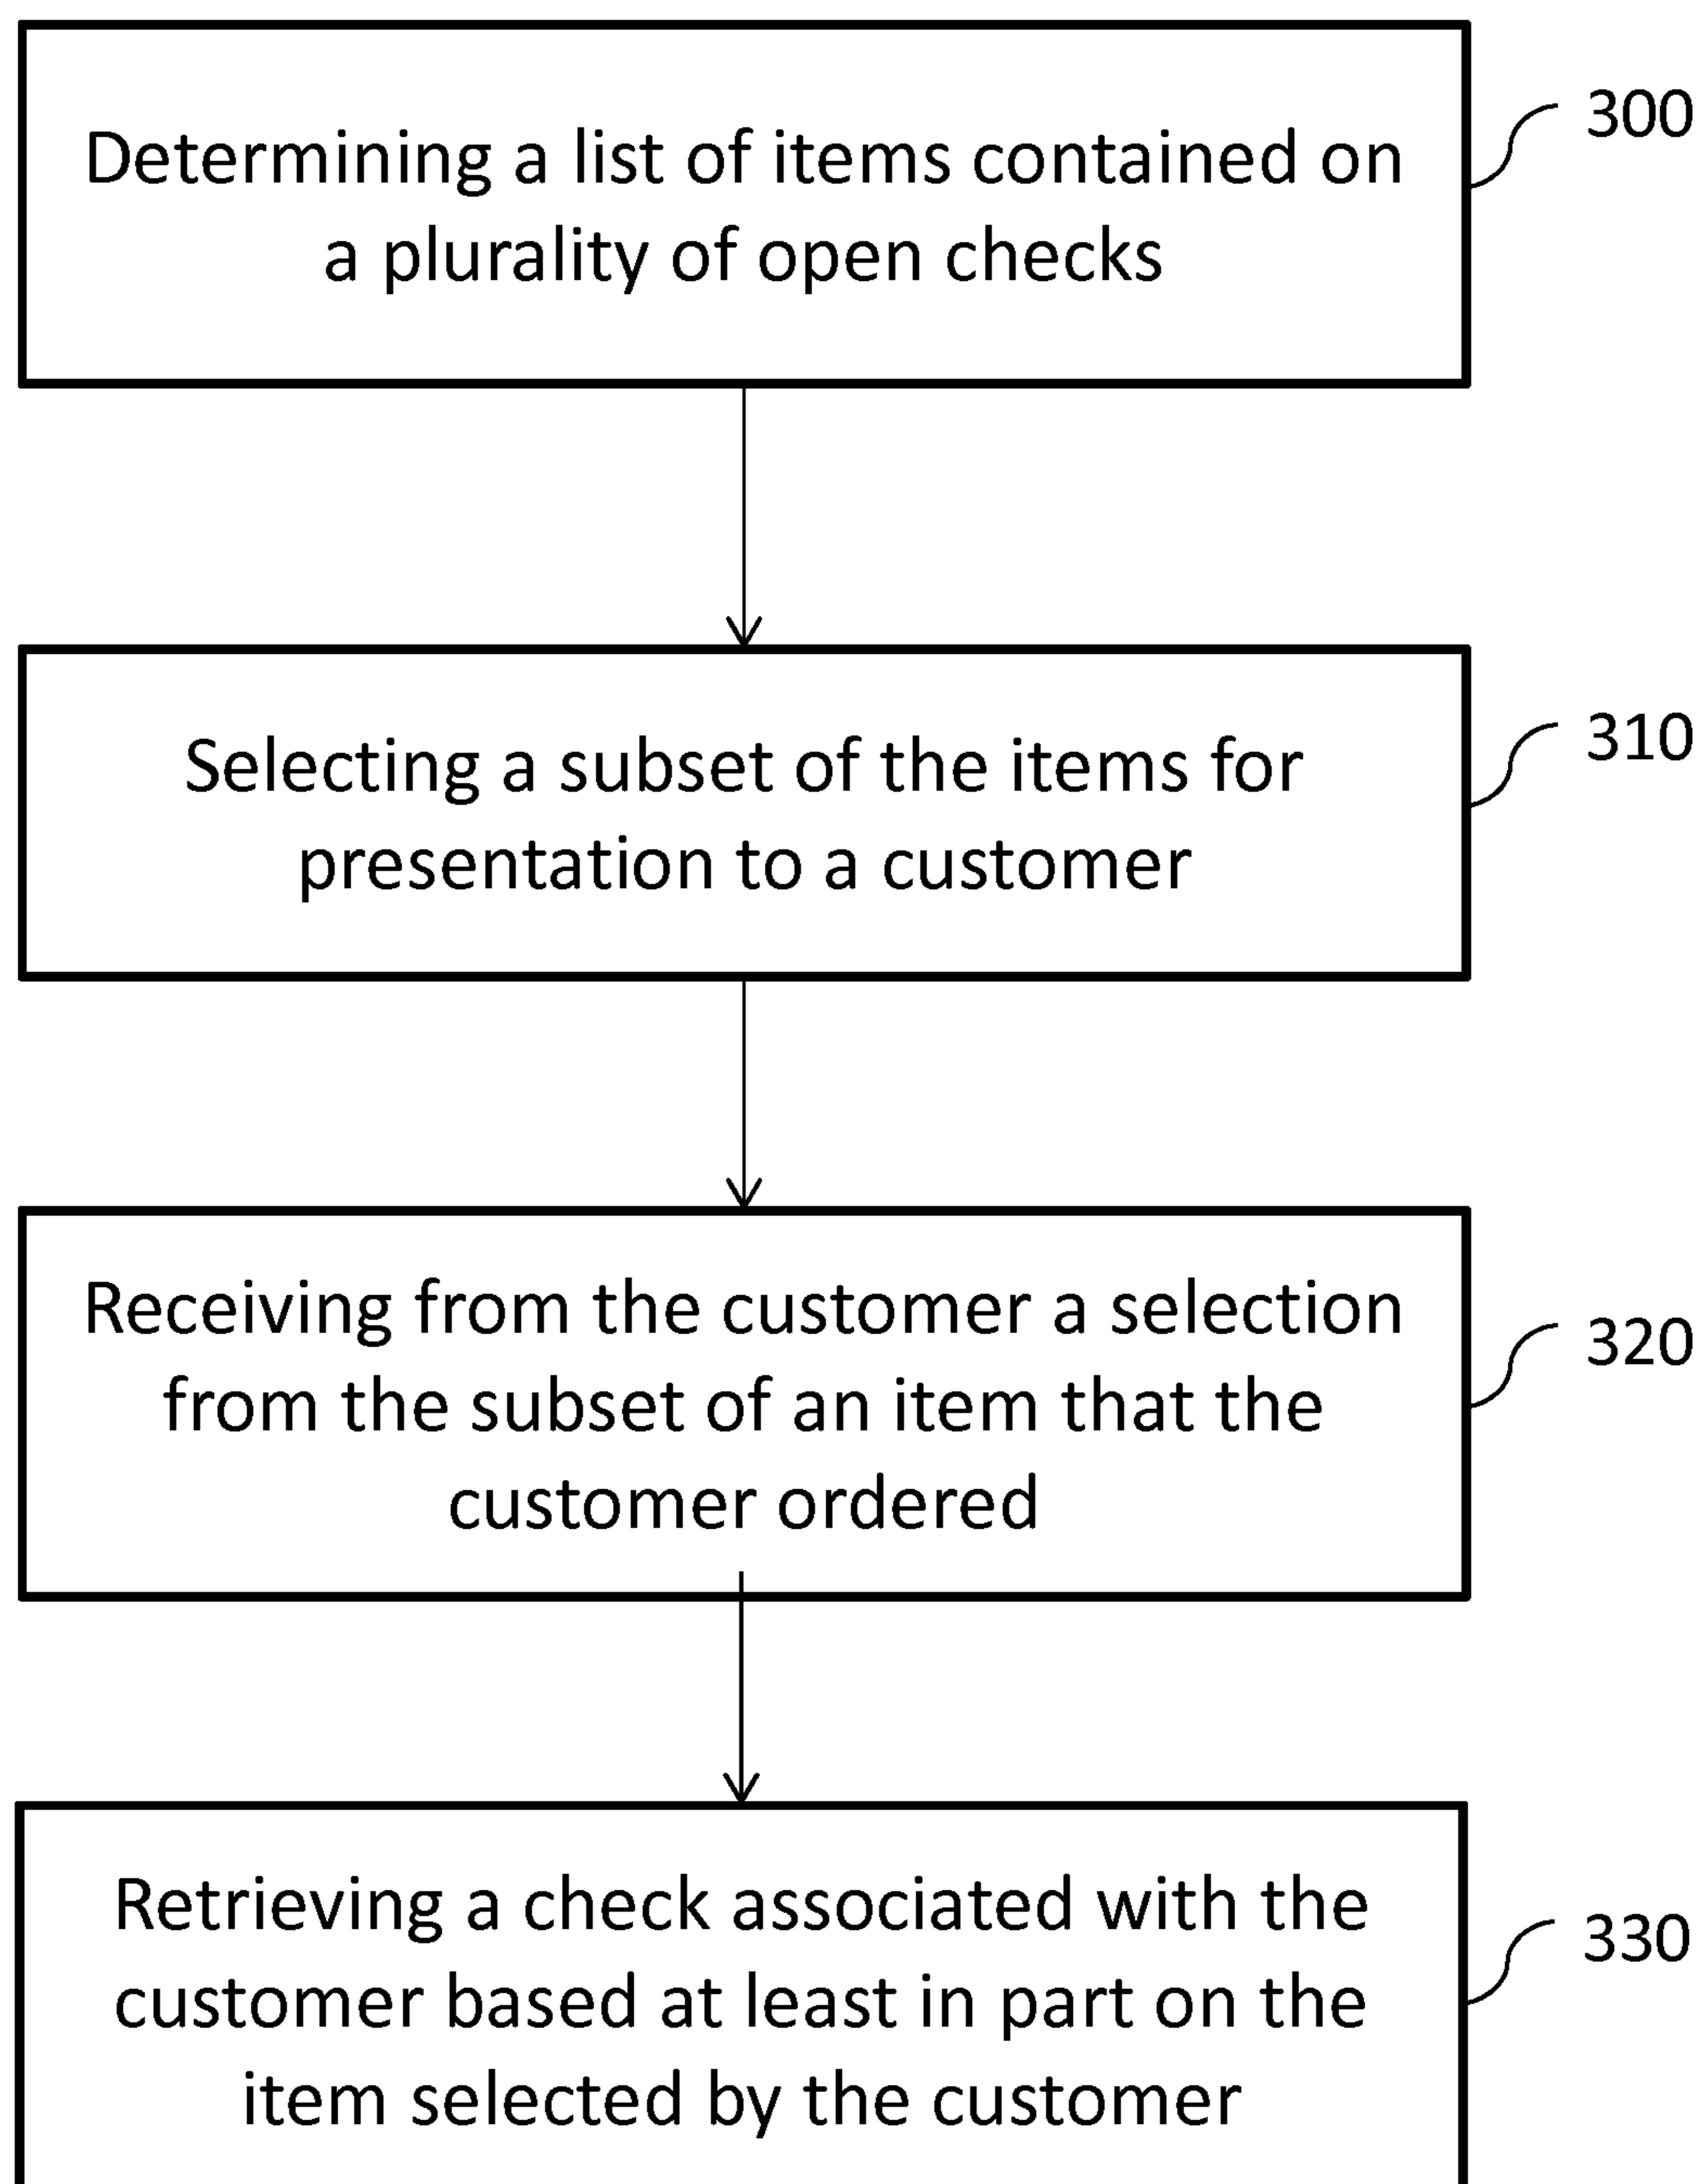 Determining a list of items contained on
a plurality of open checks
300
Selecting a subset of the items for
presentation to a customer
310
Receiving from the customer a selection
from the subset of an item that the
customer ordered
320
Retrieving a check associated with the
customer based at least in part on the
item selected by the customer
330